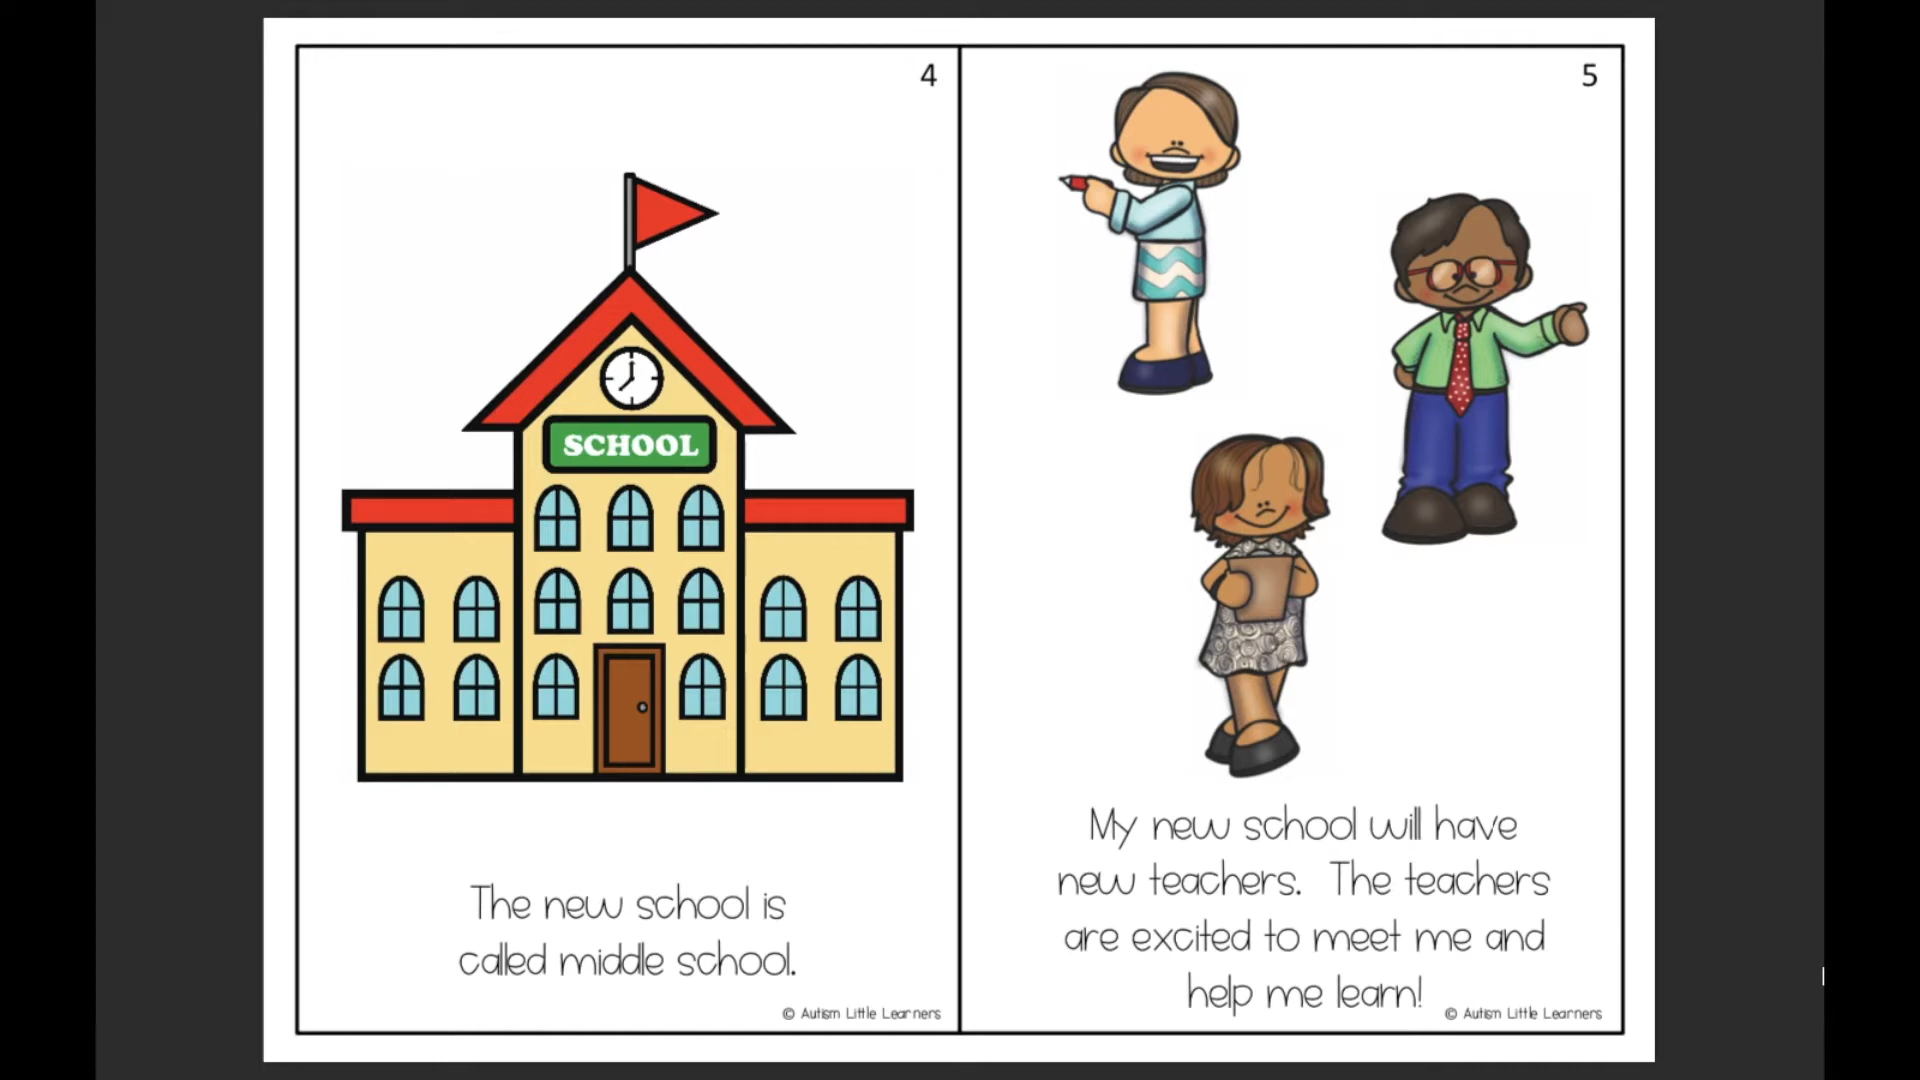 4
SCHOOL
The new school is
called middle school.
© Autism Little Learners
5
My new school will have
new teachers. The teachers
are excited to meet me and
help me learn!
© Autism Little Learners